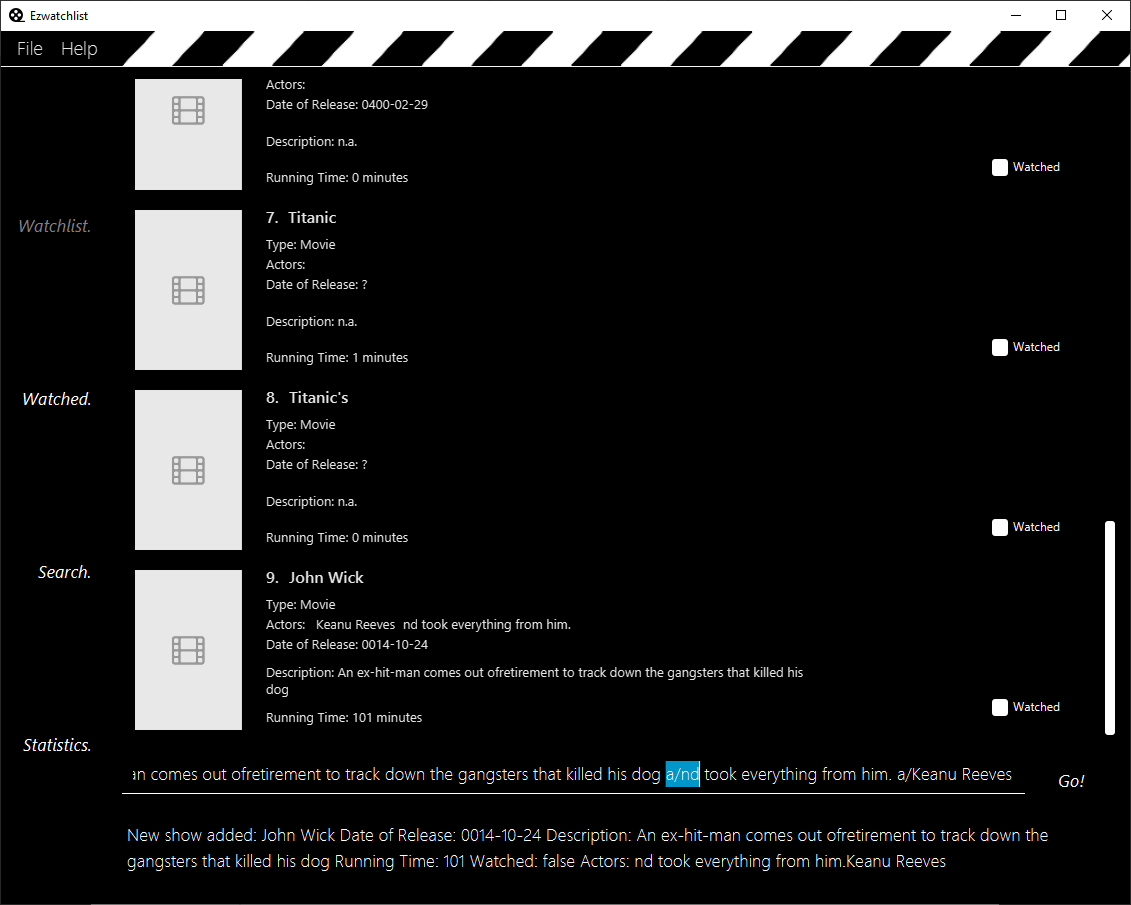 Ezwatchlist
File Help
Actors:
Date of Release: 0400-02-29
Description: n.a.
Running Time: 0 minutes
Watched
Watchlist.
7. Titanic
Type: Movie
Actors:
Date of Release: ?
Description: n.a.
Running Time: 1 minutes
Watched
Watched.
8. Titanic's
Type: Movie
Actors:
Date of Release: ?
Description: n.a.
Running Time: 0 minutes
Watched
Search.
9. John Wick
Type: Movie
Actors: Keanu Reeves nd took everything from him.
Date of Release: 0014-10-24
Description: An ex-hit-man comes out ofretirement to track down the gangsters that killed his
dog
Running Time: 101 minutes
Watched
Statistics.
an comes out ofretirement to track down the gangsters that killed his dog a/nd took everything from him. a/Keanu Reeves
Go!
New show added: John Wick Date of Release: 0014-10-24 Description: An ex-hit-man comes out ofretirement to track down the
gangsters that killed his dog Running Time: 101 Watched: false Actors: nd took everything from him.Keanu Reeves